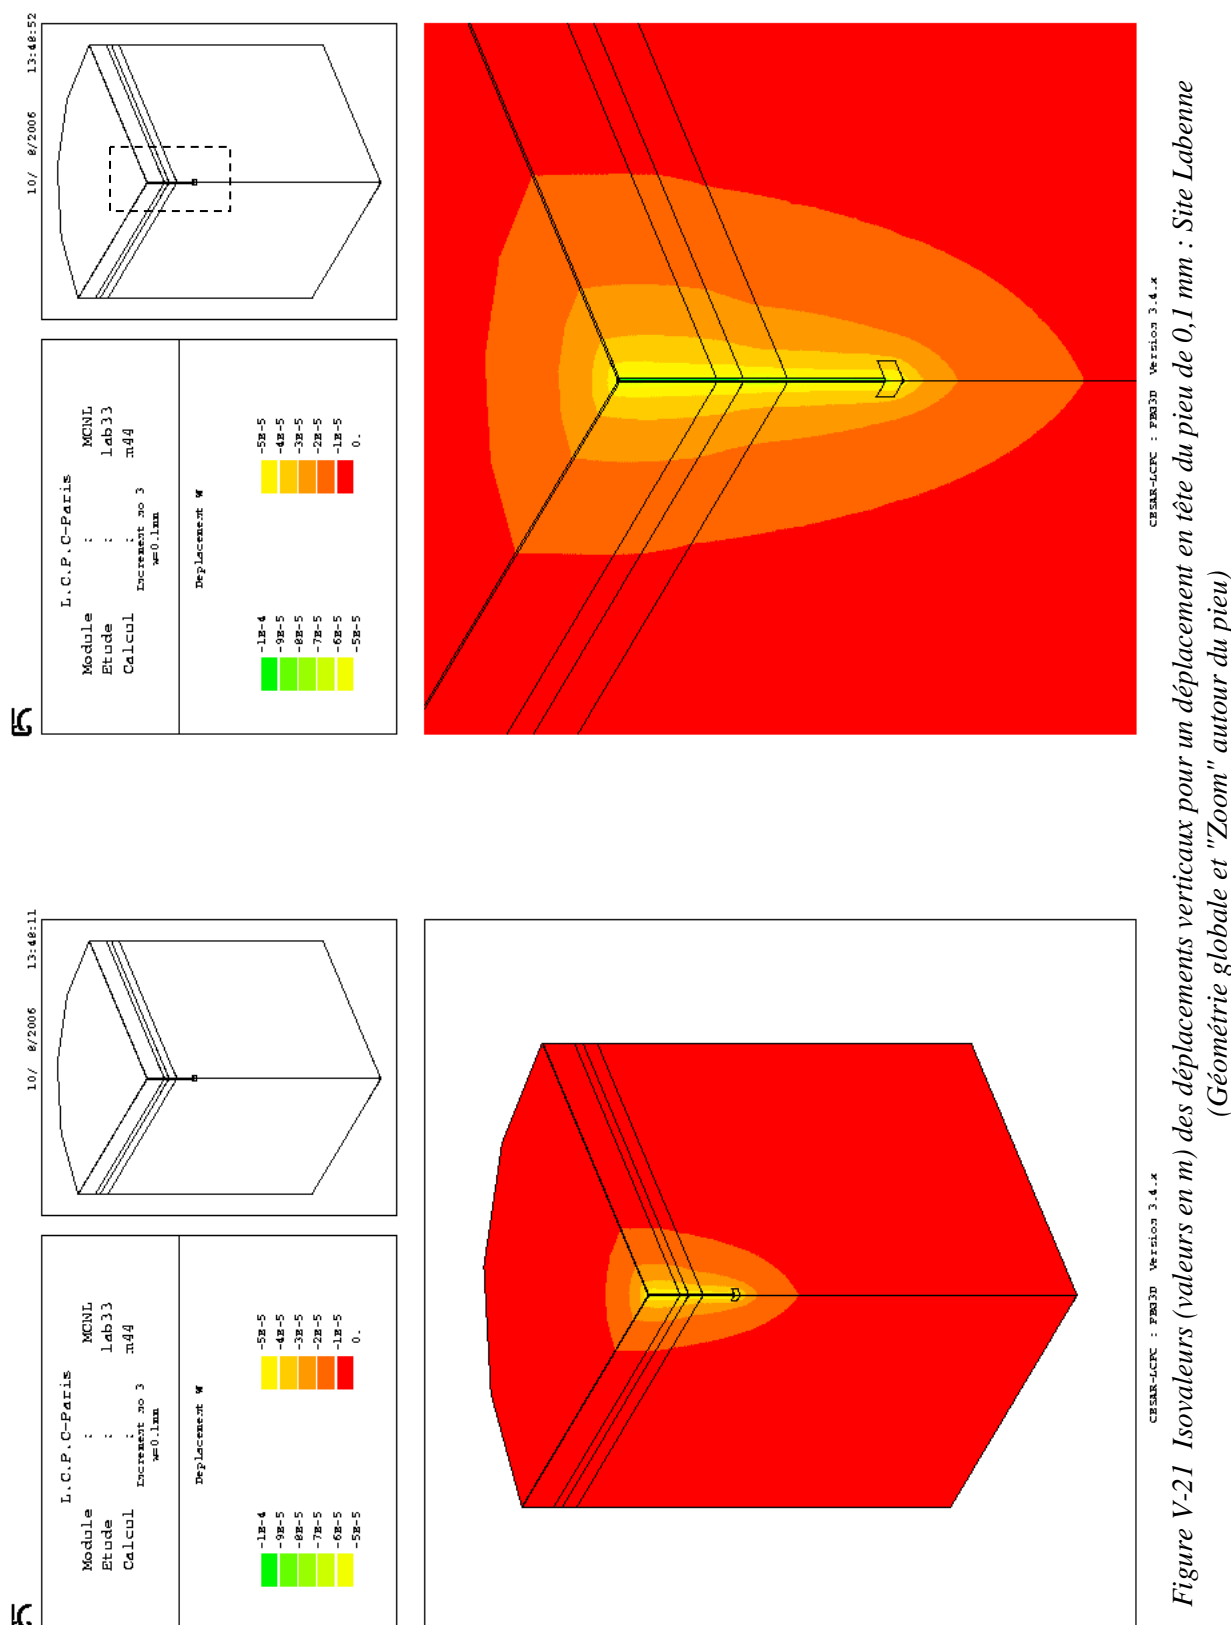 13:48:11
10/ 8/2006
L.C.P.C-Paris
Module : MCNL
Etude : lab33
Calcul : m44
Increment no 3
w=0.1mm
Deplacement W
-1E-4
-9E-5
-8E-5
-7E-5
-6E-5
-5E-5
-5E-5
-4E-5
-3E-5
-2E-5
-1E-5
0.
CESAR-LCPC : PEG3D Version 3.4.x
13:48:52
10/ 8/2006
L.C.P.C-Paris
Module : MCNL
Etude : lab33
Calcul : m44
Increment no 3
w=0.1mm
Deplacement W
-1E-4
-9E-5
-8E-5
-7E-5
-6E-5
-5E-5
-5E-5
-4E-5
-3E-5
-2E-5
-1E-5
0.
CESAR-LCPC : PEG3D Version 3.4.x
Figure V-21 Isovaleurs (valeurs en m) des déplacements verticaux pour un déplacement en tête du pieu de 0,1 mm : Site Labenne
(Géométrie globale et "Zoom" autour du pieu)